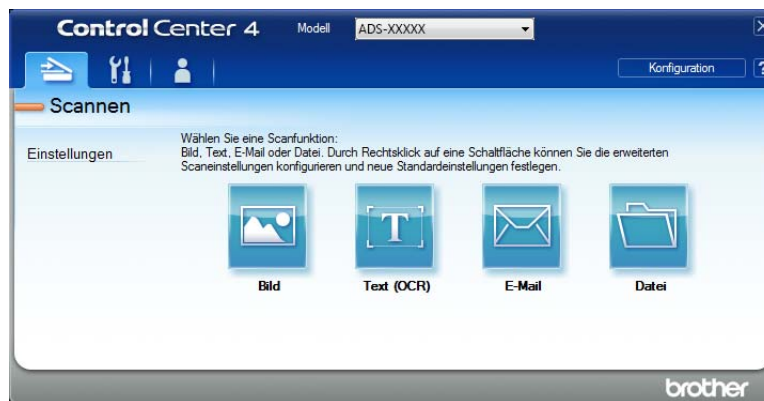 Control Center 4
Modell
ADS-XXXXX
Konfiguration
?
Scannen
Einstellungen
Wählen Sie eine Scanfunktion:
Bild, Text, E-Mail oder Datei. Durch Rechtsklick auf eine Schaltfläche können Sie die erweiterten
Scaneinstellungen konfigurieren und neue Standardeinstellungen festlegen.
T
Bild
Text (OCR)
E-Mail
Datei
brother